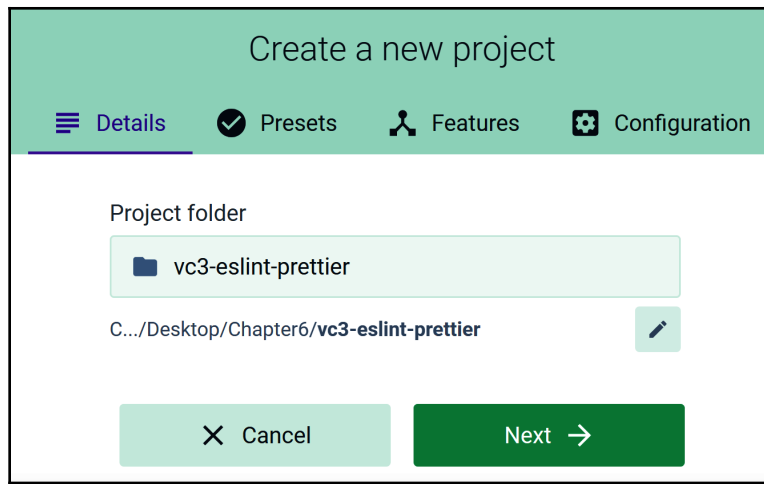 Create a new project
Details Presets Features Configuration
Project folder
vc3-eslint-prettier
C.../Desktop/Chapter6/vc3-eslint-prettier
Cancel Next